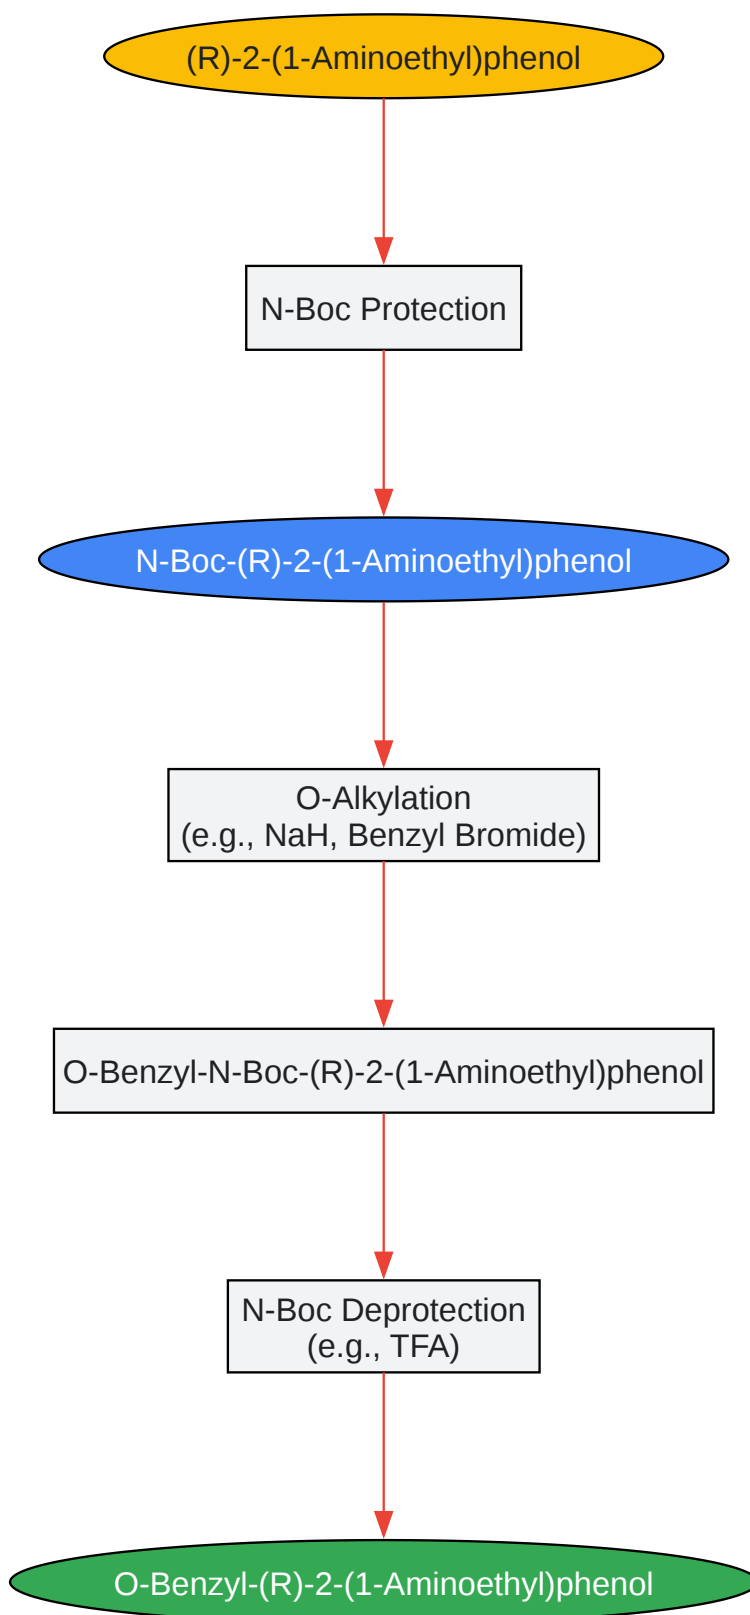 (R)-2-(1-Aminoethyl)phenol
N-Boc Protection
N-Boc-(R)-2-(1-Aminoethyl)phenol
O-Alkylation
(e.g., NaH, Benzyl Bromide)
O-Benzyl-N-Boc-(R)-2-(1-Aminoethyl)phenol
N-Boc Deprotection
(e.g., TFA)
O-Benzyl-(R)-2-(1-Aminoethyl)phenol